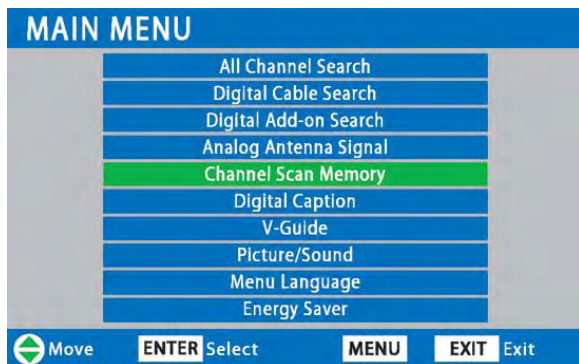 MAIN MENU
All Channel Search
Digital Cable Search
Digital Add-on Search
Analog Antenna Signal
Channel Scan Memory
Digital Caption
V-Guide
Picture/Sound
Menu Language
Energy Saver
Move ENTER Select MENU EXIT Exit